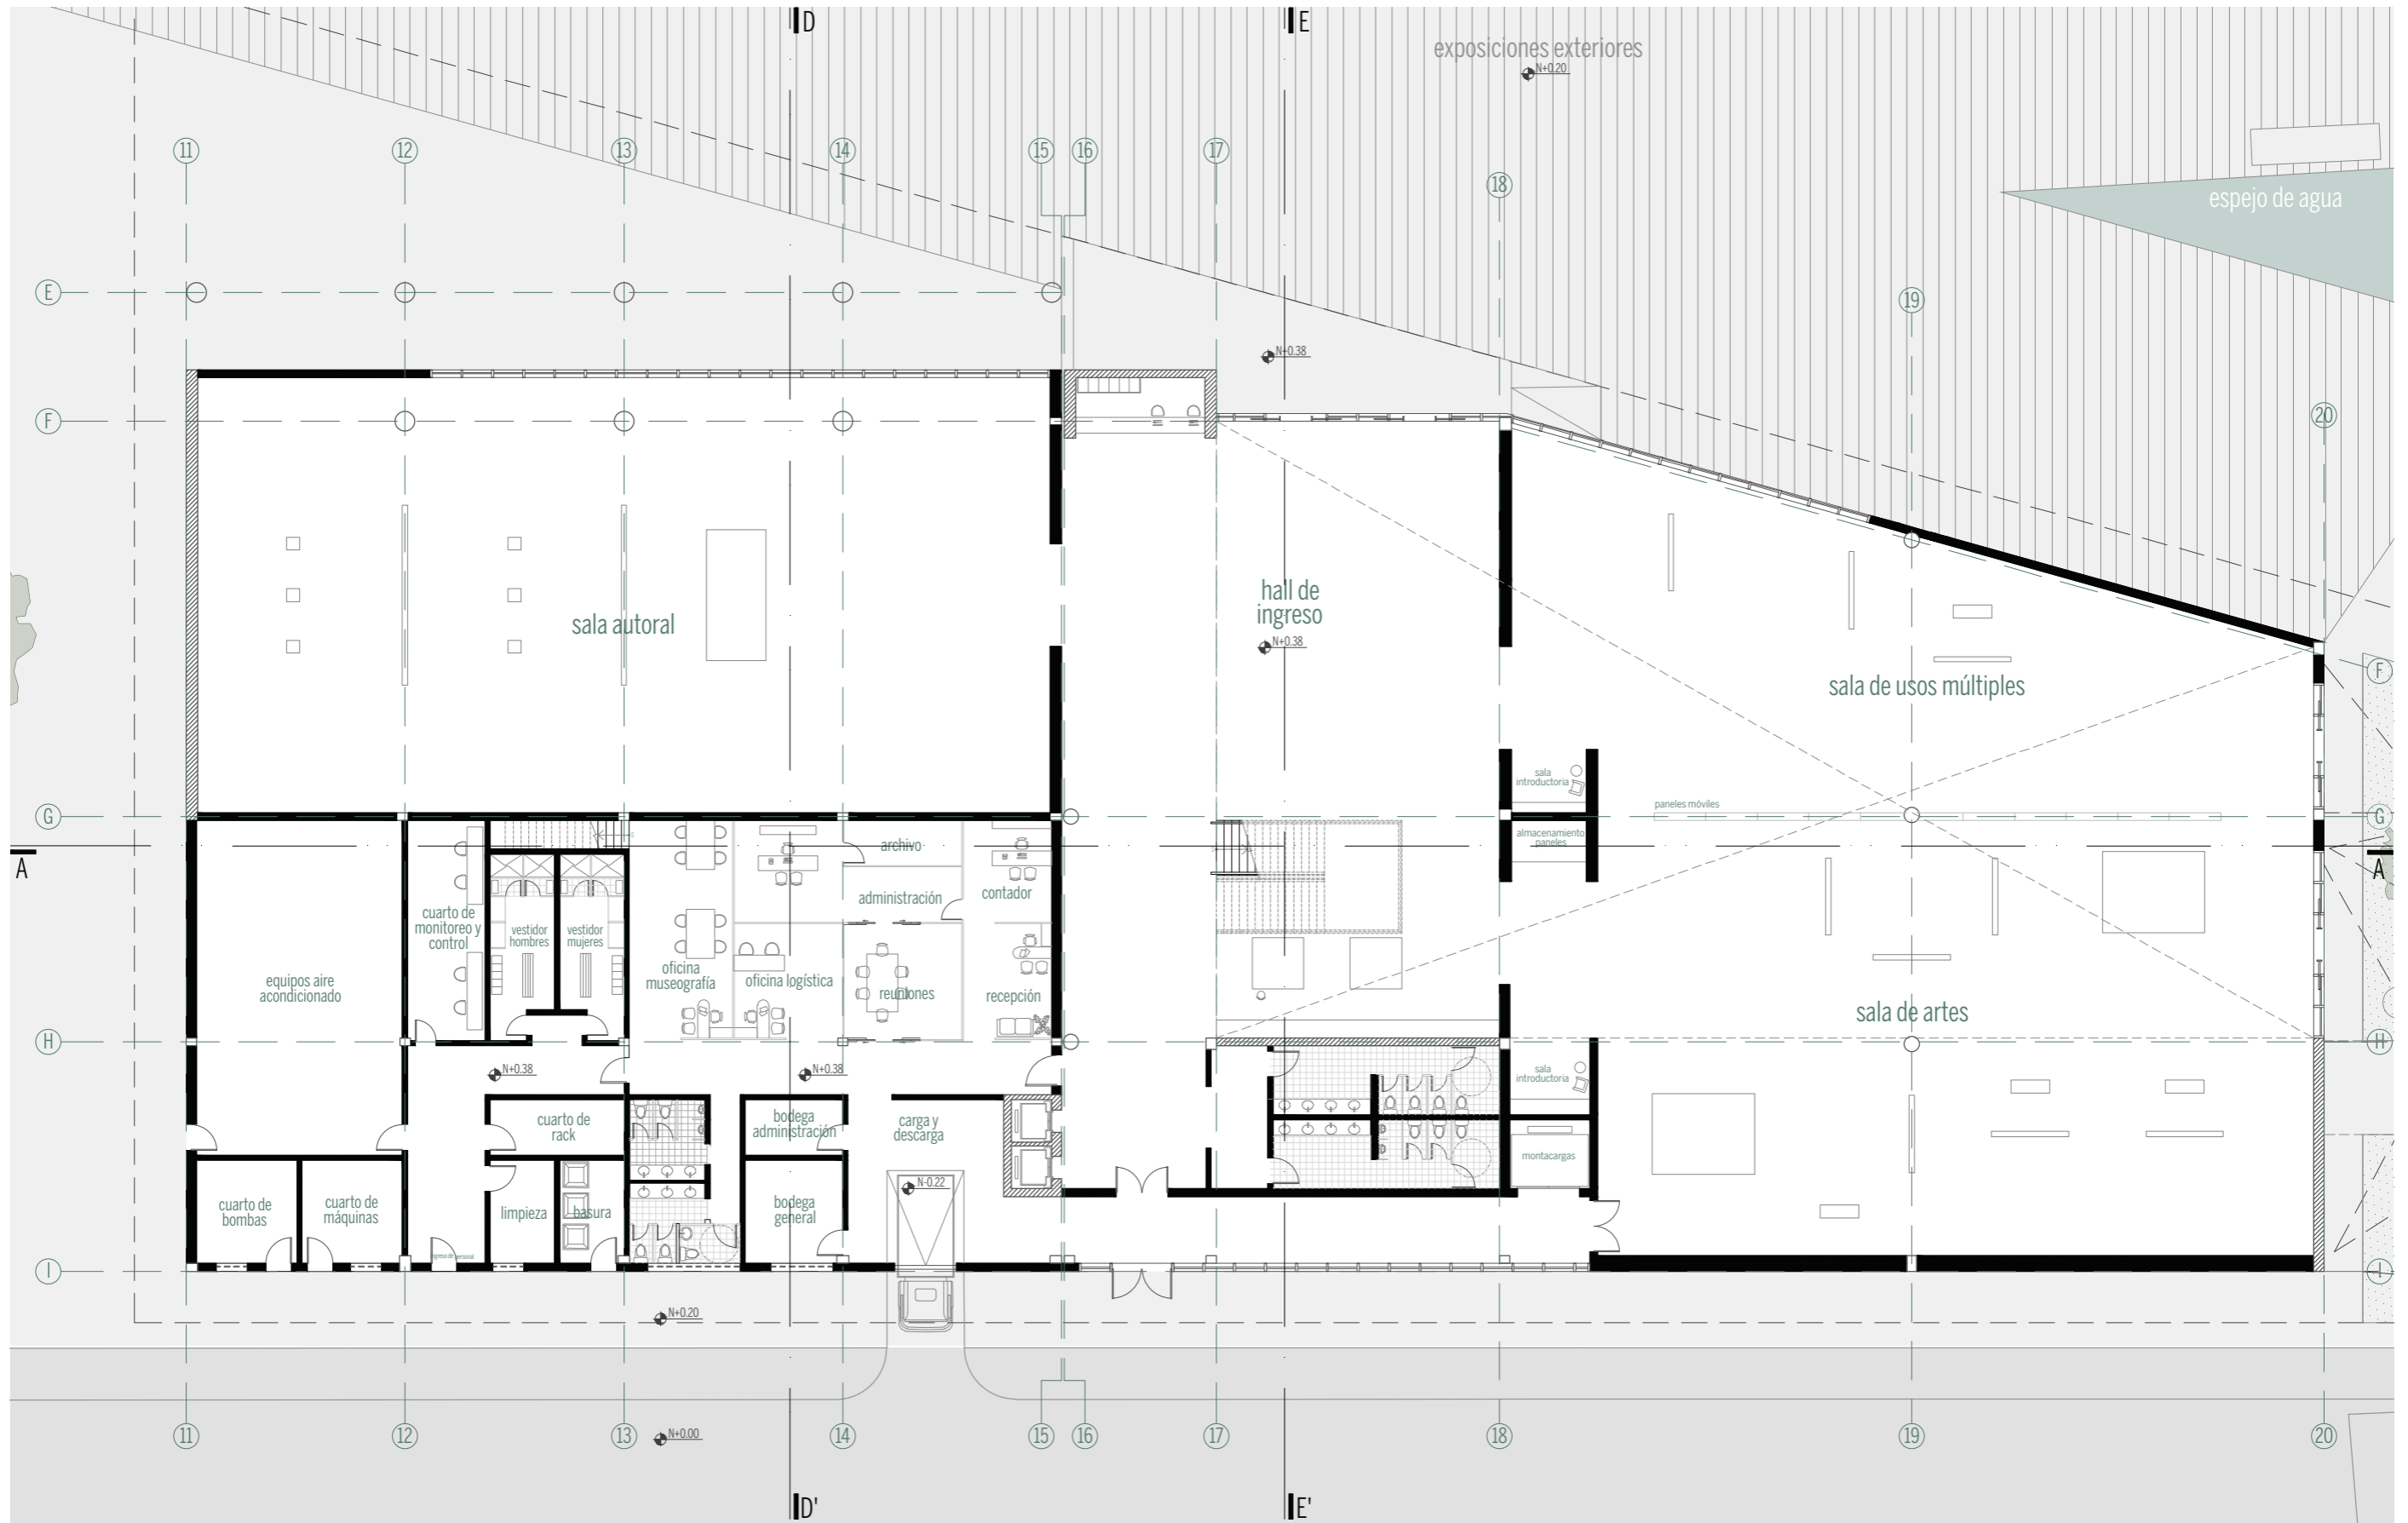 D
E
exposiciones exteriores
N+0.20
11
12
13
14
15
16
17
18
espejo de agua
E
19
N+0.38
F
20
hall de
ingreso
sala autoral
N+0.38
F
sala de usos múltiples
sala
introductoria
paneles móviles
G
G
almacenamiento
paneles
archivo
A
A
administración
contador
cuarto de
monitoreo y
control
vestidor
hombres
vestidor
mujeres
oficina
museografía
oficina logística
equipos aire
acondicionado
reuniones
recepción
sala de artes
H
H
N+0.38
N+0.38
sala
introductoria
cuarto de
rack
bodega
administración
carga y
descarga
montacargas
N-0.22
cuarto de
bombas
cuarto de
máquinas
limpieza
basura
bodega
general
ingreso de personal
I
I
N+0.20
11
12
13
N+0.00
14
15
16
17
18
19
20
D'
E'